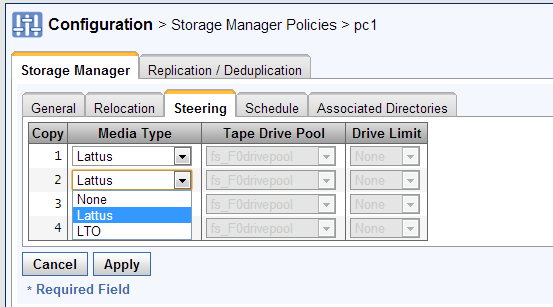 Configuration > Storage Manager Policies > pc1
Storage Manager Replication / Deduplication
General Relocation Steering Schedule Associated Directories
Copy Media Type Tape Drive Pool Drive Limit
1 Lattus fs_F0drivepool None
2 Lattus fs_F0drivepool None
None
3 fs_F0drivepool None
Lattus
4 LTO fs_F0drivepool None
Cancel Apply
* Required Field